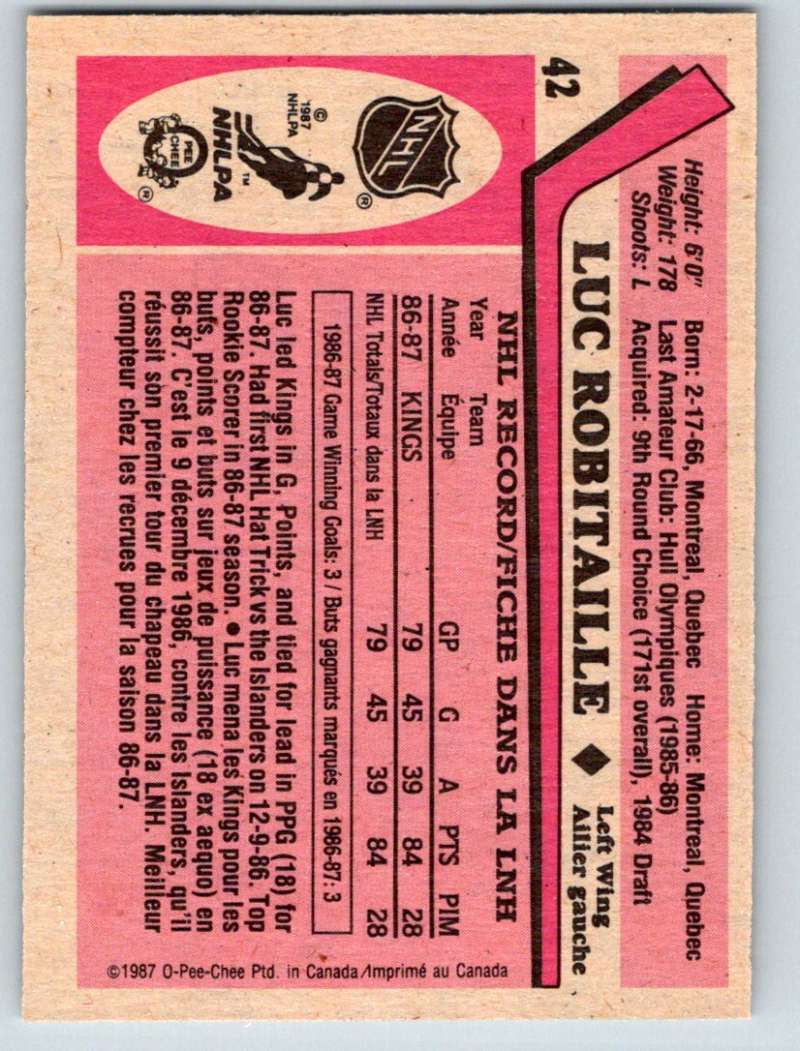 42
Height: 6'0" Born: 2-17-66, Montreal, Quebec Home: Montreal, Quebec
Weight: 178 Last Amateur Club: Hull Olympiques (1985-86)
Shoots: L Acquired: 9th Round Choice (171st overall), 1984 Draft
LUC ROBITAILLE ◆ Left Wing
Ailier gauche
NHL
®
© 1987 NHLPA
™
NHLPA
O PEE CHEE
®
NHL RECORD/FICHE DANS LA LNH
Year Team
Année Équipe GP G A PTS PIM
86-87 KINGS 79 45 39 84 28
NHL Totals/Totaux dans la LNH 79 45 39 84 28
1986-87 Game Winning Goals: 3 / Buts gagnants marqués en 1986-87: 3
Luc led Kings in G, Points, and tied for lead in PPG (18) for
86-87. Had first NHL Hat Trick vs the Islanders on 12-9-86. Top
Rookie Scorer in 86-87 season. ● Luc mena les Kings pour les
buts, points et buts sur jeux de puissance (18 ex aequo) en
86-87. C'est le 9 décembre 1986, contre les Islanders, qu'il
réussit son premier tour du chapeau dans la LNH. Meilleur
compteur chez les recrues pour la saison 86-87.
©1987 O-Pee-Chee Ptd. in Canada/Imprimé au Canada